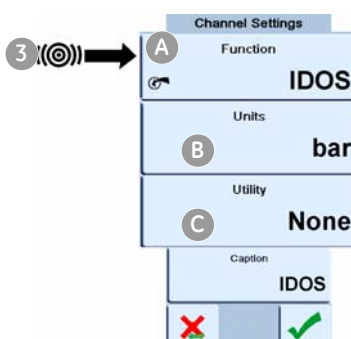 Channel Settings
3
A
Function
IDOS
Units
B
bar
Utility
C
None
Caption
IDOS